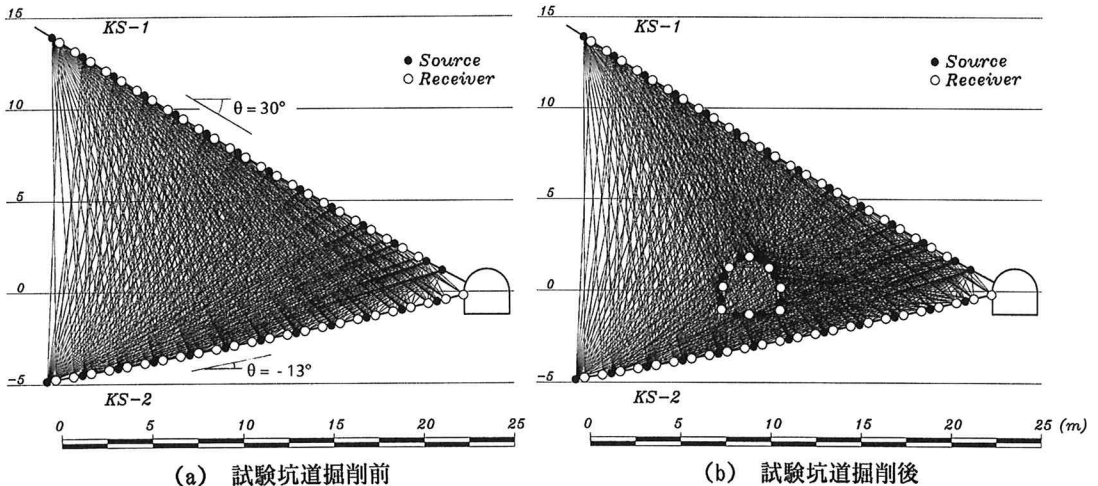 15
KS-1
● Source
○ Receiver
10
θ = 30°
5
0
θ = - 13°
-5
KS-2
0 5 10 15 20 25
(a) 試験坑道掘削前
15
KS-1
● Source
○ Receiver
10
5
0
-5
KS-2
0 5 10 15 20 25 (m)
(b) 試験坑道掘削後